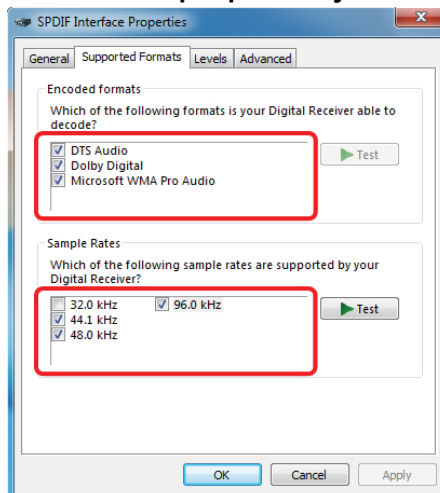 SPDIF Interface Properties
General Supported Formats Levels Advanced
Encoded formats
Which of the following formats is your Digital Receiver able to
decode?
DTS Audio
Dolby Digital
Microsoft WMA Pro Audio
Test
Sample Rates
Which of the following sample rates are supported by your
Digital Receiver?
32.0 kHz 96.0 kHz
44.1 kHz
48.0 kHz
Test
OK Cancel Apply